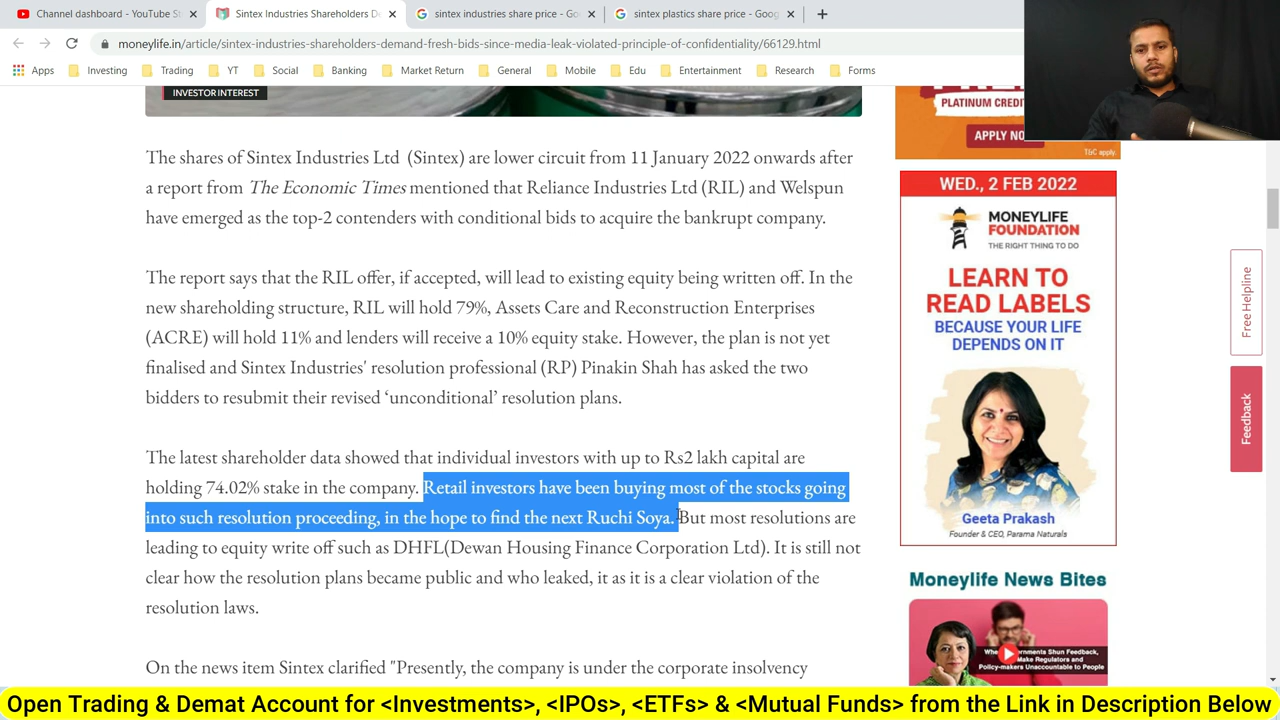 Channel dashboard - YouTube St
Sintex Industries Shareholders De
sintex industries share price - Goo
sintex plastics share price - Googl
moneylife.in/article/sintex-industries-shareholders-demand-fresh-bids-since-media-leak-violated-principle-of-confidentiality/66129.html
Apps Investing Trading YT Social Banking Market Return General Mobile Edu Entertainment Research Forms
INVESTOR INTEREST
The shares of Sintex Industries Ltd (Sintex) are lower circuit from 11 January 2022 onwards after
a report from The Economic Times mentioned that Reliance Industries Ltd (RIL) and Welspun
have emerged as the top-2 contenders with conditional bids to acquire the bankrupt company.
The report says that the RIL offer, if accepted, will lead to existing equity being written off. In the
new shareholding structure, RIL will hold 79%, Assets Care and Reconstruction Enterprises
(ACRE) will hold 11% and lenders will receive a 10% equity stake. However, the plan is not yet
finalised and Sintex Industries' resolution professional (RP) Pinakin Shah has asked the two
bidders to resubmit their revised ‘unconditional’ resolution plans.
The latest shareholder data showed that individual investors with up to Rs2 lakh capital are
holding 74.02% stake in the company. Retail investors have been buying most of the stocks going
into such resolution proceeding, in the hope to find the next Ruchi Soya. But most resolutions are
leading to equity write off such as DHFL(Dewan Housing Finance Corporation Ltd). It is still not
clear how the resolution plans became public and who leaked, it as it is a clear violation of the
resolution laws.
On the news item Sintex clarified "Presently, the company is under the corporate insolvency
PLATINUM CREDI
APPLY NO
T&C apply.
WED., 2 FEB 2022
MONEYLIFE
FOUNDATION
THE RIGHT THING TO DO
LEARN TO
READ LABELS
BECAUSE YOUR LIFE
DEPENDS ON IT
Geeta Prakash
Founder & CEO, Parama Naturals
Moneylife News Bites
ernments Shun Feedback,
Make Regulators and
Policy-makers Unaccountable to People
Free Helpline
Feedback
Open Trading & Demat Account for <Investments>, <IPOs>, <ETFs> & <Mutual Funds> from the Link in Description Below